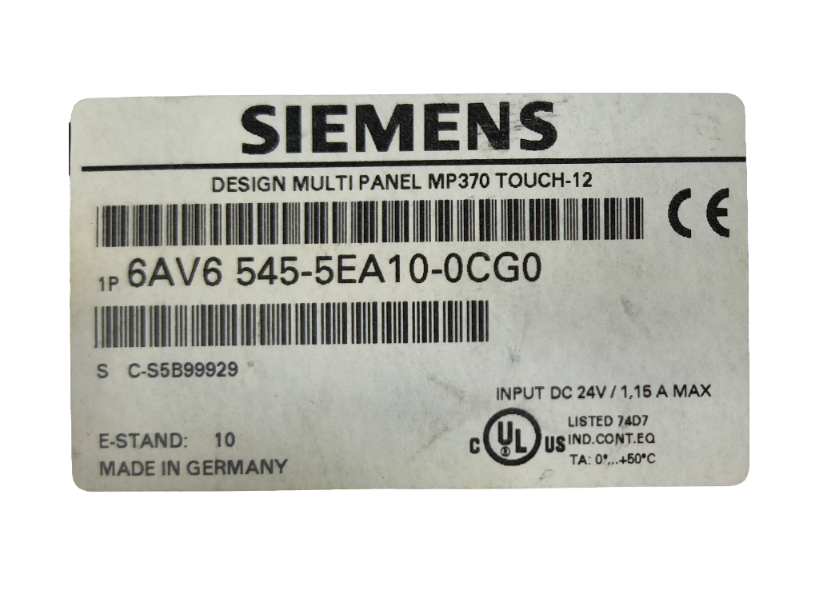 SIEMENS
DESIGN MULTI PANEL MP370 TOUCH-12
CE
1P 6AV6 545-5EA10-0CG0
S C-S5B99929
INPUT DC 24V / 1,15 A MAX
C UL US
LISTED 74D7
IND.CONT.EQ
TA: 0°...+50°C
E-STAND: 10
MADE IN GERMANY